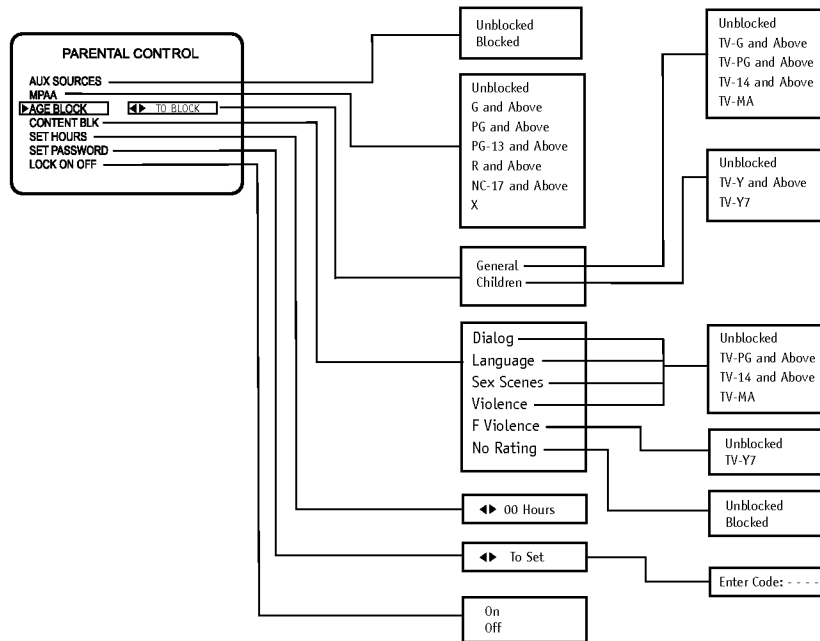 PARENTAL CONTROL
AUX SOURCES
MPAA
AGE BLOCK TO BLOCK
CONTENT BLK
SET HOURS
SET PASSWORD
LOCK ON OFF
Unblocked
Blocked
Unblocked
G and Above
PG and Above
PG-13 and Above
R and Above
NC-17 and Above
X
General
Children
Unblocked
TV-G and Above
TV-PG and Above
TV-14 and Above
TV-MA
Unblocked
TV-Y and Above
TV-Y7
Dialog
Language
Sex Scenes
Violence
F Violence
No Rating
Unblocked
TV-PG and Above
TV-14 and Above
TV-MA
Unblocked
TV-Y7
Unblocked
Blocked
00 Hours
To Set
Enter Code: - - - -
On
Off